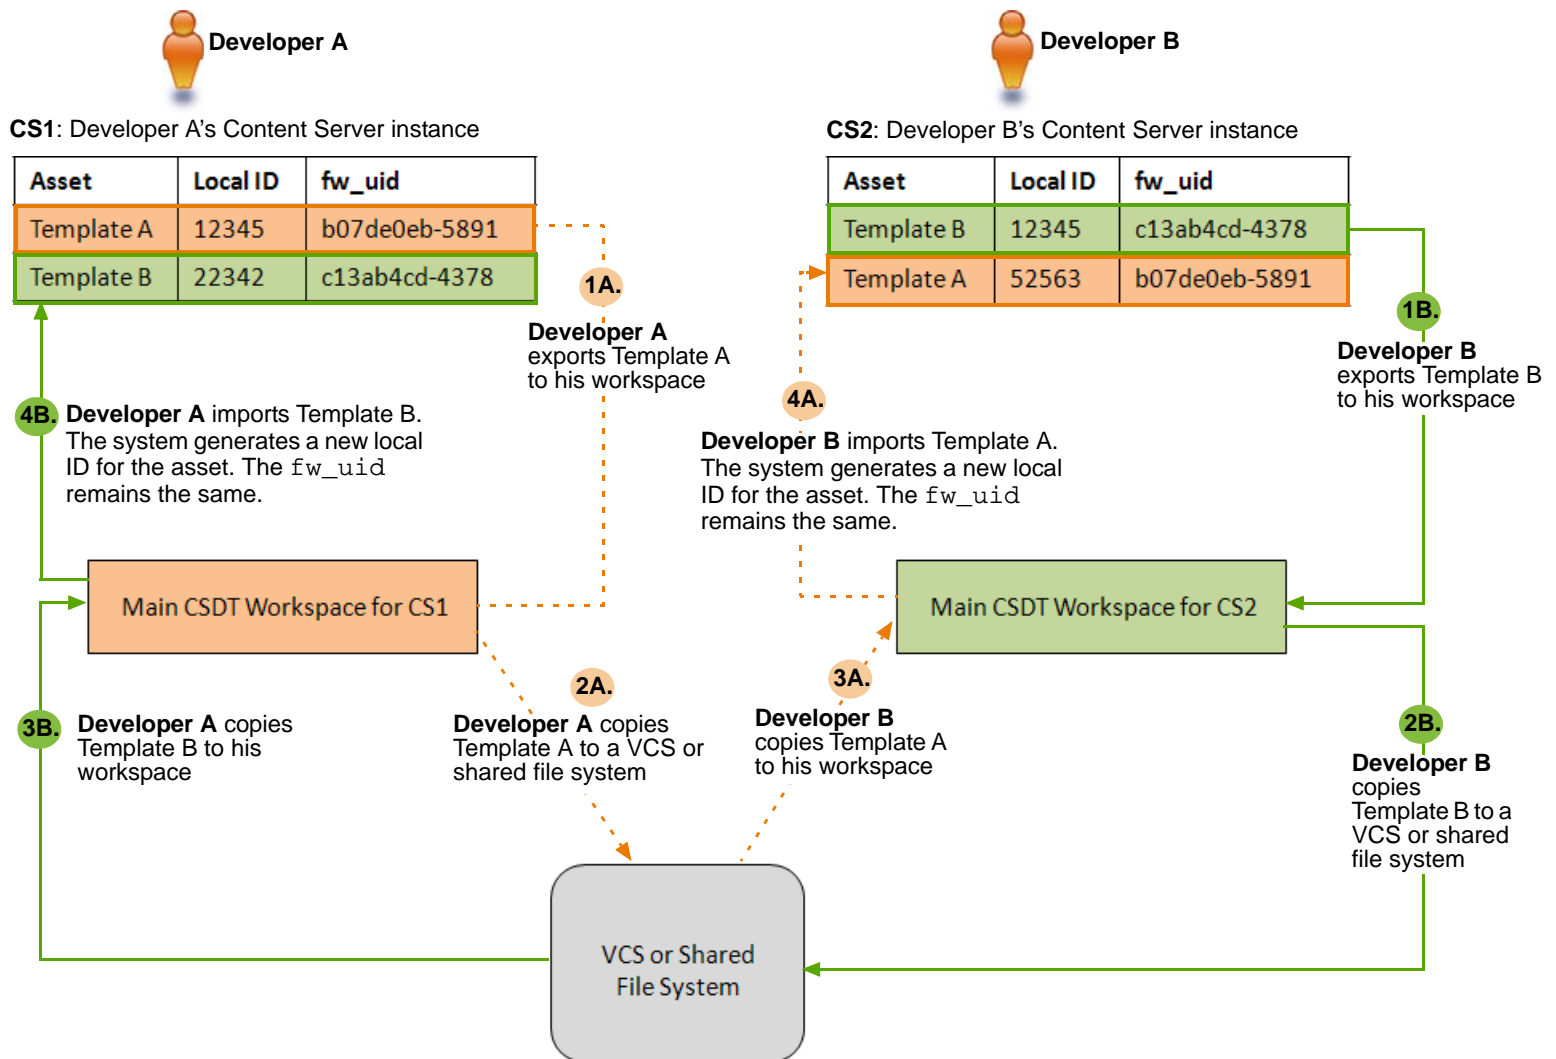 Developer A
Developer B
CS1: Developer A's Content Server instance
Asset Local ID fw_uid
Template A 12345 b07de0eb-5891
Template B 22342 c13ab4cd-4378
CS2: Developer B's Content Server instance
Asset Local ID fw_uid
Template B 12345 c13ab4cd-4378
Template A 52563 b07de0eb-5891
1A.
Developer A
exports Template A
to his workspace
1B.
Developer B
exports Template B
to his workspace
4B.
Developer A imports Template B.
The system generates a new local
ID for the asset. The fw_uid
remains the same.
4A.
Developer B imports Template A.
The system generates a new local
ID for the asset. The fw_uid
remains the same.
Main CSDT Workspace for CS1
Main CSDT Workspace for CS2
3B.
Developer A copies
Template B to his
workspace
2A.
Developer A copies
Template A to a VCS or
shared file system
3A.
Developer B
copies Template A
to his workspace
2B.
Developer B
copies
Template B to a
VCS or shared
file system
VCS or Shared
File System